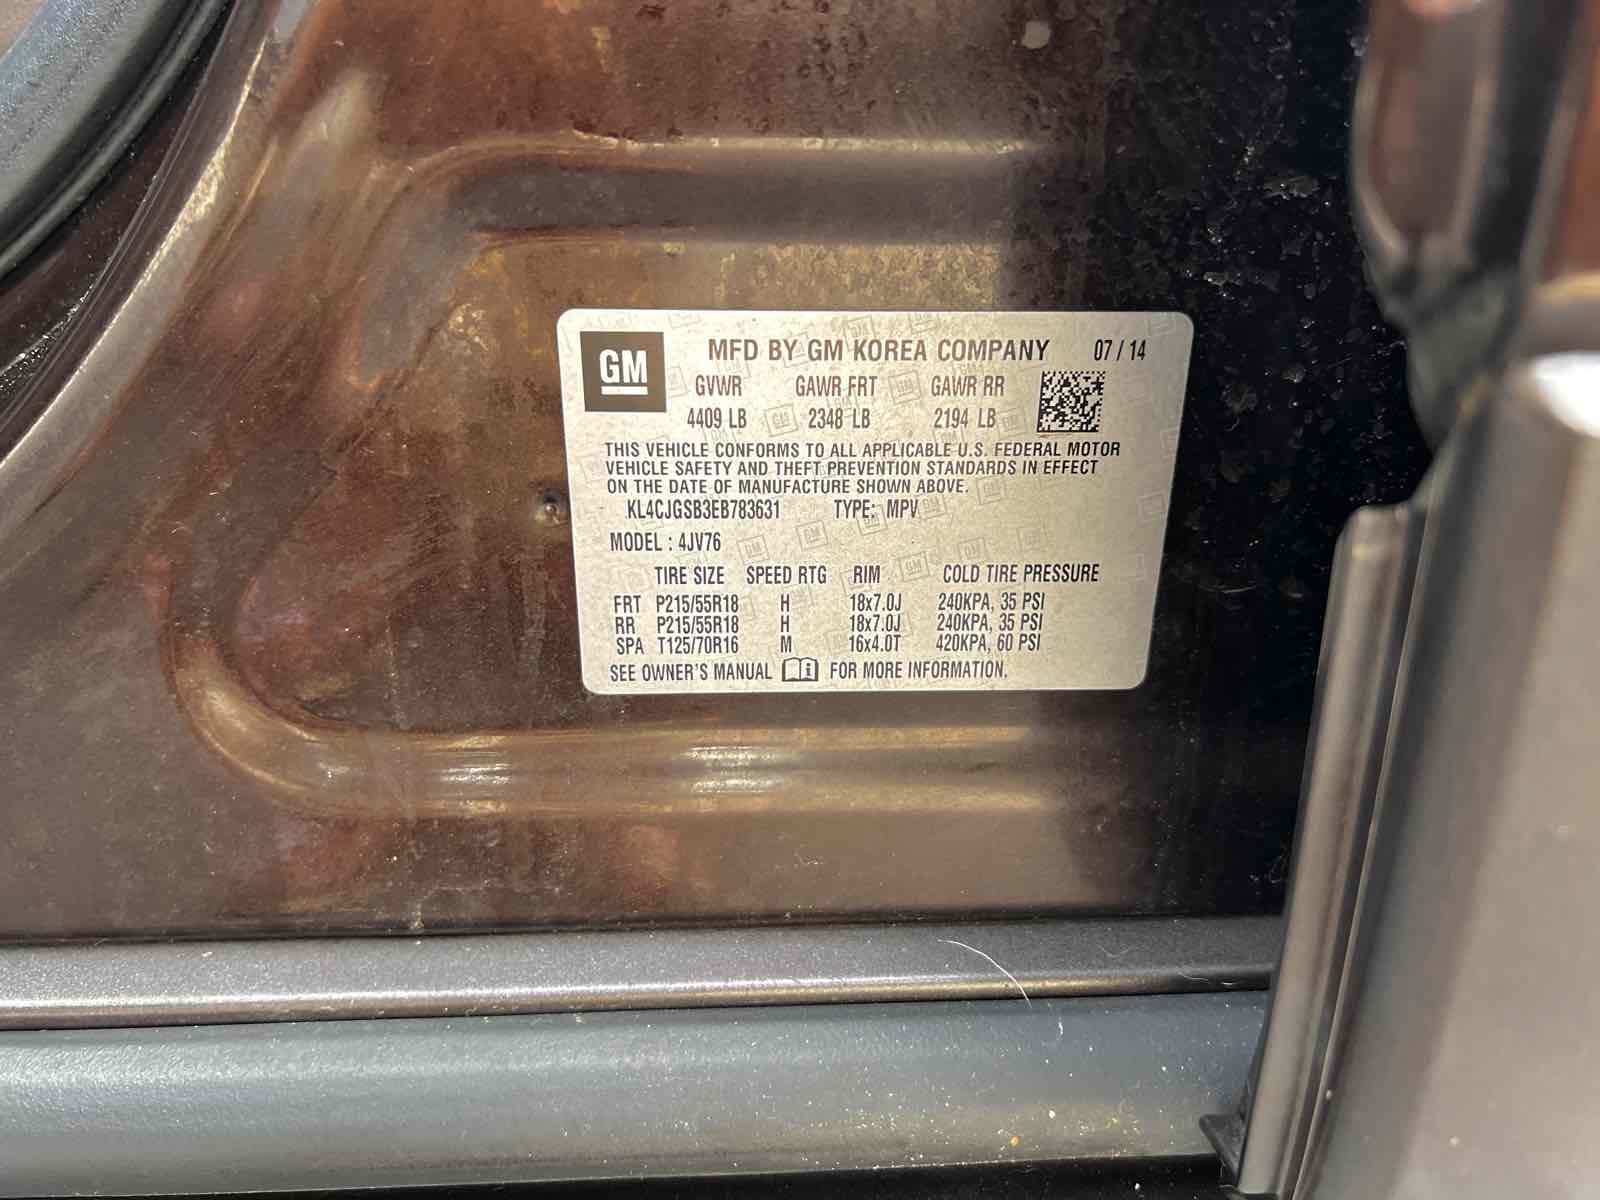 GM MFD BY GM KOREA COMPANY 07 / 14
GVWR GAWR FRT GAWR RR
4409 LB 2348 LB 2194 LB
THIS VEHICLE CONFORMS TO ALL APPLICABLE U.S. FEDERAL MOTOR
VEHICLE SAFETY AND THEFT PREVENTION STANDARDS IN EFFECT
ON THE DATE OF MANUFACTURE SHOWN ABOVE.
KL4CJGSB3EB783631 TYPE: MPV
MODEL : 4JV76
TIRE SIZE SPEED RTG RIM COLD TIRE PRESSURE
FRT P215/55R18 H 18x7.0J 240KPA, 35 PSI
RR P215/55R18 H 18x7.0J 240KPA, 35 PSI
SPA T125/70R16 M 16x4.0T 420KPA, 60 PSI
SEE OWNER'S MANUAL FOR MORE INFORMATION.